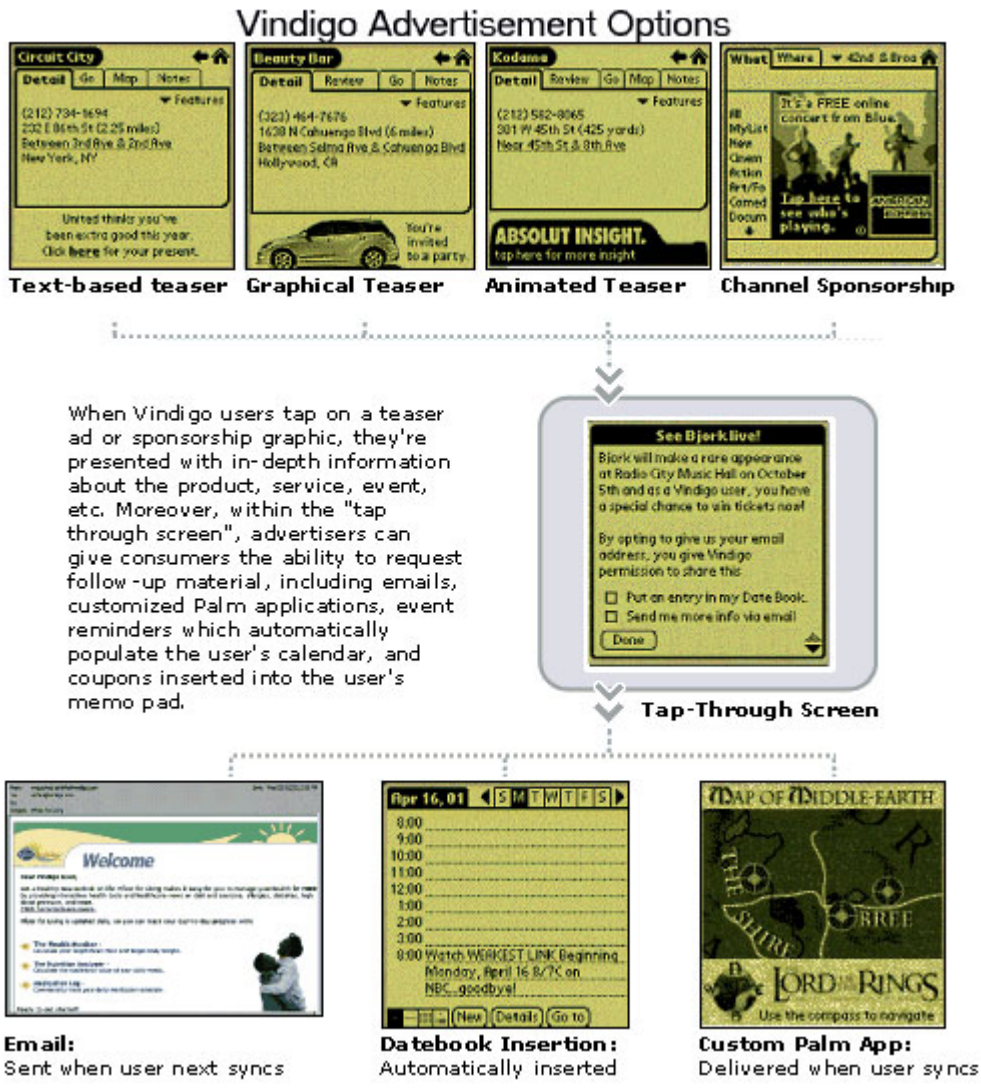 Vindigo Advertisement Options
Circuit City
Detail Go Map Notes
Features
(212) 734-1694
232 E 86th St (2.25 miles)
Between 3rd Ave & 2nd Ave
New York, NY
United thinks you've
been extra good this year.
Click here for your present.
Text-based teaser
Beauty Bar
Detail Review Go Notes
Features
(323) 464-7676
1638 N Cahuenga Blvd (6 miles)
Between Selma Ave & Cahuenga Blvd
Hollywood, CA
You're
invited
to a party.
Graphical Teaser
Kodama
Detail Review Go Map Notes
Features
(212) 582-8065
301 W 45th St (425 yards)
Near 45th St & 8th Ave
ABSOLUT INSIGHT.
tap here for more insight
Animated Teaser
What Where 42nd & Broa
All
MyList
New
Cinem
Action
Art/Fo
Comed
Docum
It's a FREE online
concert from Blue.
Tap here to
see who's
playing.
AMERICAN
EXPRESS
Channel Sponsorship
When Vindigo users tap on a teaser
ad or sponsorship graphic, they're
presented with in-depth information
about the product, service, event,
etc. Moreover, within the "tap
through screen", advertisers can
give consumers the ability to request
follow-up material, including emails,
customized Palm applications, event
reminders which automatically
populate the user's calendar, and
coupons inserted into the user's
memo pad.
See Bjork live!
Bjork will make a rare appearance
at Radio City Music Hall on October
5th and as a Vindigo user, you have
a special chance to win tickets now!
By opting to give us your email
address, you give Vindigo
permission to share this
Put an entry in my Date Book.
Send me more info via email
Done
Tap-Through Screen
Welcome
Email:
Sent when user next syncs
Apr 16, 01 S M T W T F S
8:00
9:00
10:00
11:00
12:00
1:00
2:00
3:00
8:00 Watch WEAKEST LINK Beginning
Monday, April 16 8/7C on
NBC...goodbye!
New Details Go to
Datebook Insertion:
Automatically inserted
MAP OF MIDDLE-EARTH
THE
SHIRE
BREE
LORD OF THE RINGS
Use the compass to navigate
Custom Palm App:
Delivered when user syncs